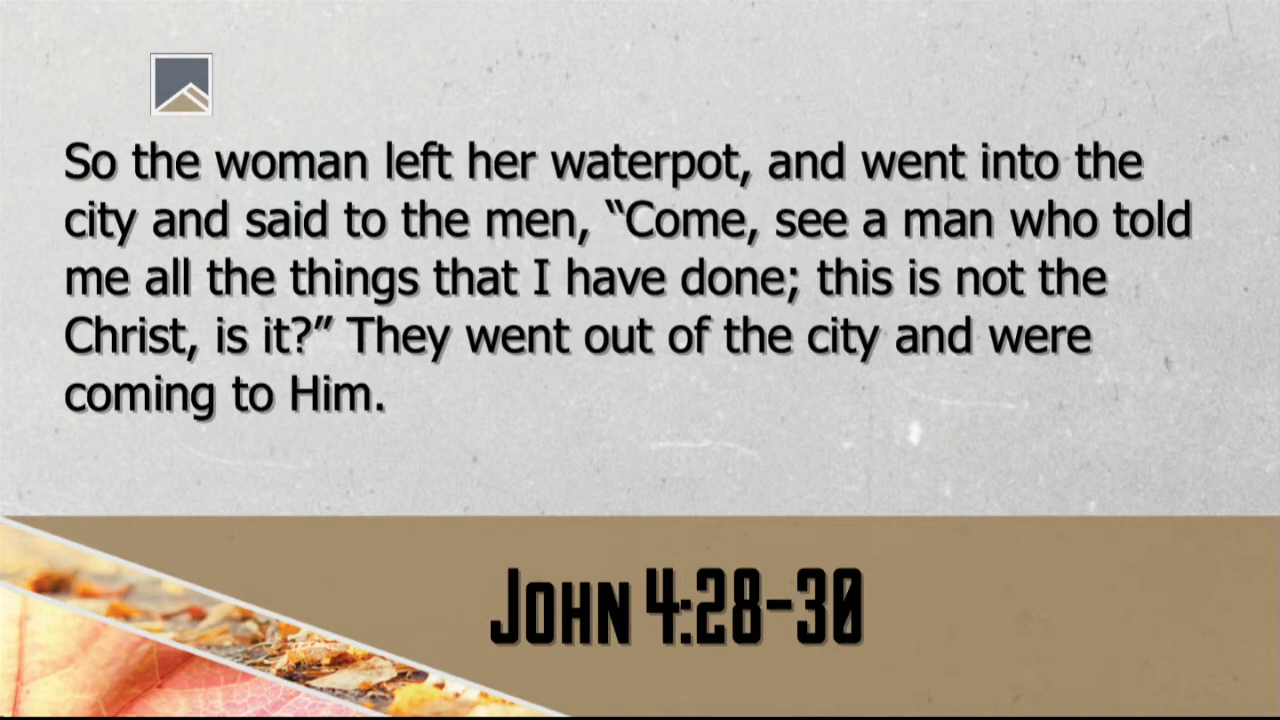 So the woman left her waterpot, and went into the
city and said to the men, “Come, see a man who told
me all the things that I have done; this is not the
Christ, is it?” They went out of the city and were
coming to Him.
John 4:28-30